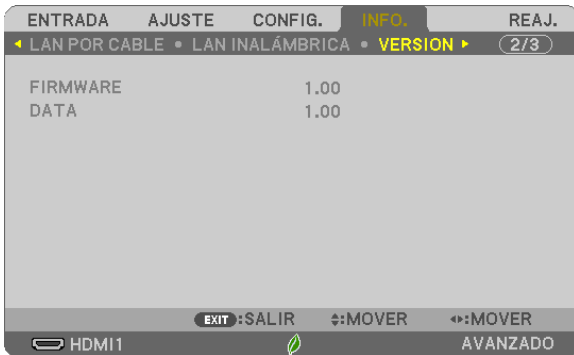 ENTRADA AJUSTE CONFIG. INFO. REAJ.
LAN POR CABLE • LAN INALÁMBRICA • VERSION 2/3
FIRMWARE 1.00
DATA 1.00
EXIT :SALIR :MOVER :MOVER
HDMI1 AVANZADO